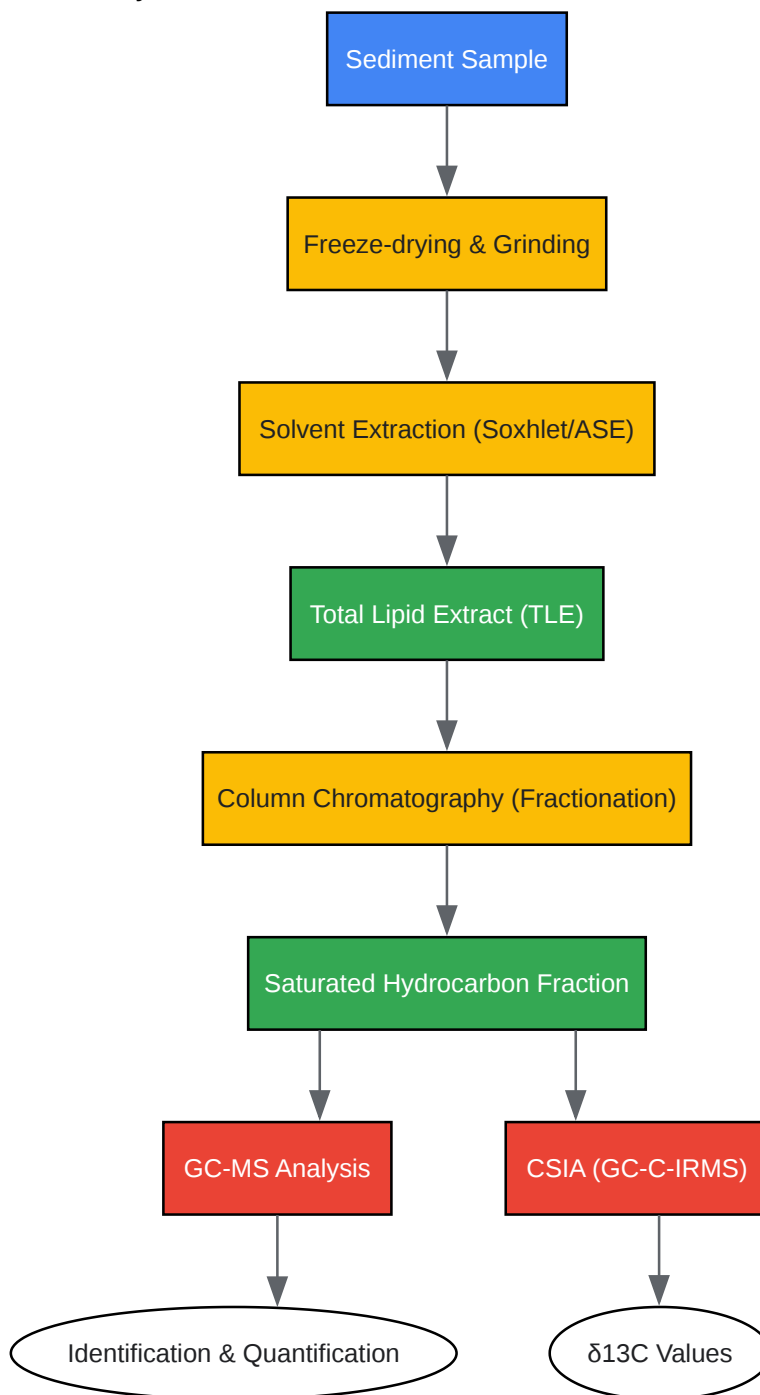 Sediment Sample
Freeze-drying & Grinding
Solvent Extraction (Soxhlet/ASE)
Total Lipid Extract (TLE)
Column Chromatography (Fractionation)
Saturated Hydrocarbon Fraction
GC-MS Analysis
CSIA (GC-C-IRMS)
Identification & Quantification
δ13C Values